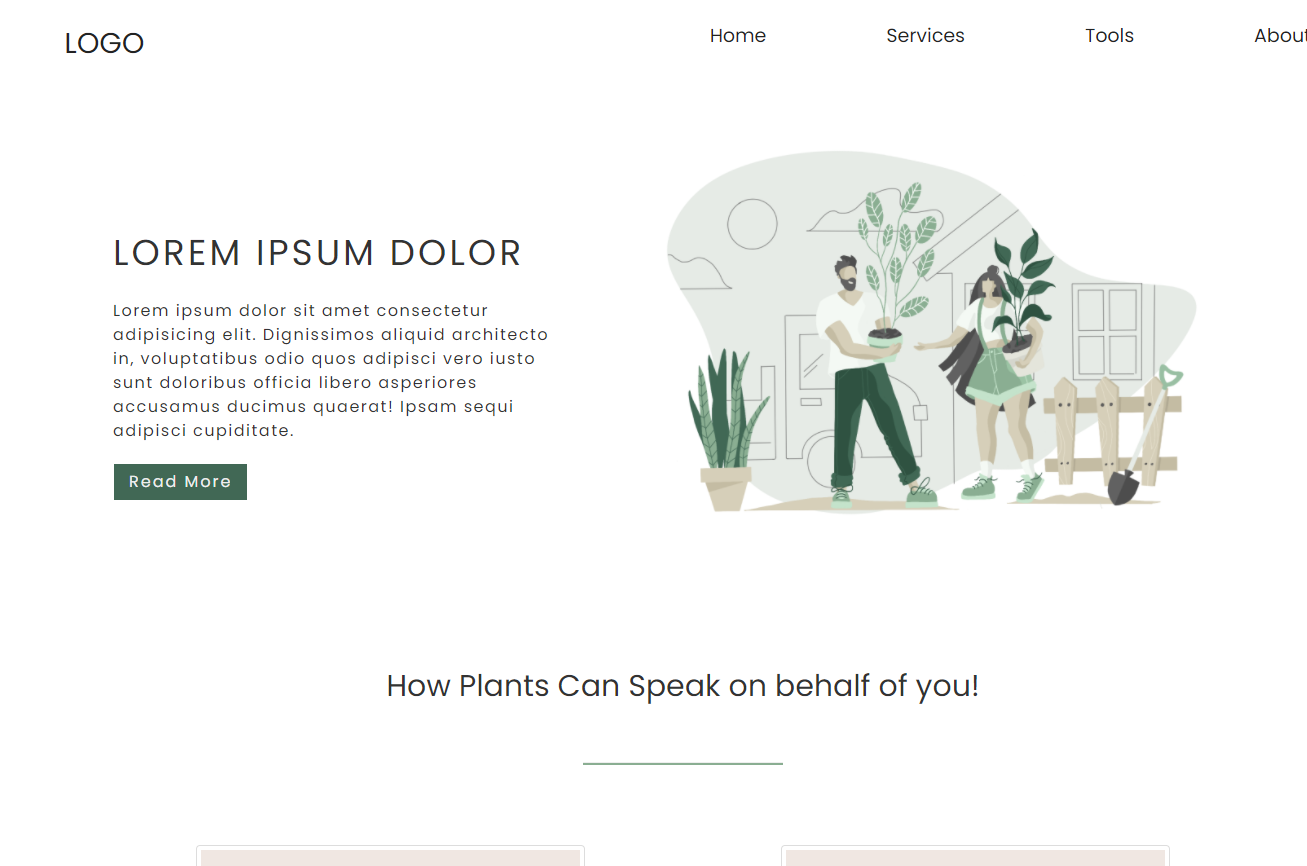 LOGO
Home Services Tools About
LOREM IPSUM DOLOR
Lorem ipsum dolor sit amet consectetur
adipisicing elit. Dignissimos aliquid architecto
in, voluptatibus odio quos adipisci vero iusto
sunt doloribus officia libero asperiores
accusamus ducimus quaerat! Ipsam sequi
adipisci cupiditate.
Read More
How Plants Can Speak on behalf of you!